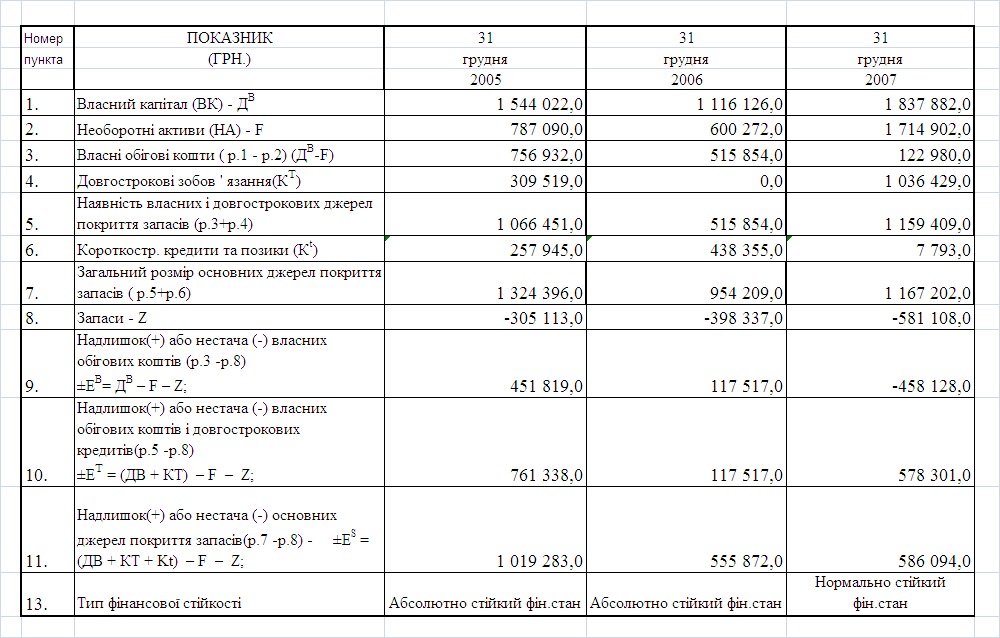 Номер
пункта
ПОКАЗНИК
(ГРН.)
31
грудня
2005
31
грудня
2006
31
грудня
2007
1. Власний капітал (ВК) - Д^В 1 544 022,0 1 116 126,0 1 837 882,0
2. Необоротні активи (НА) - F 787 090,0 600 272,0 1 714 902,0
3. Власні обігові кошти ( р.1 - р.2) (Д^В-F) 756 932,0 515 854,0 122 980,0
4. Довгострокові зобов ' язання(К^Т) 309 519,0 0,0 1 036 429,0
Наявність власних і довгострокових джерел
5. покриття запасів (р.3+р.4) 1 066 451,0 515 854,0 1 159 409,0
6. Короткостр. кредити та позики (К^t) 257 945,0 438 355,0 7 793,0
Загальний розмір основних джерел покриття
7. запасів ( р.5+р.6) 1 324 396,0 954 209,0 1 167 202,0
8. Запаси - Z -305 113,0 -398 337,0 -581 108,0
Надлишок(+) або нестача (-) власних
обігових коштів (р.3 -р.8)
9. ±Е^В= Д^В – F – Z; 451 819,0 117 517,0 -458 128,0
Надлишок(+) або нестача (-) власних
обігових коштів і довгострокових
кредитів(р.5 -р.8)
10. ±Е^Т = (ДВ + КТ) – F – Z; 761 338,0 117 517,0 578 301,0
Надлишок(+) або нестача (-) основних
джерел покриття запасів(р.7 -р.8) - ±Е^S =
11. (ДВ + КТ + Kt) – F – Z; 1 019 283,0 555 872,0 586 094,0
Нормально стійкий
13. Тип фінансової стійкості Абсолютно стійкий фін.стан Абсолютно стійкий фін.стан фін.стан